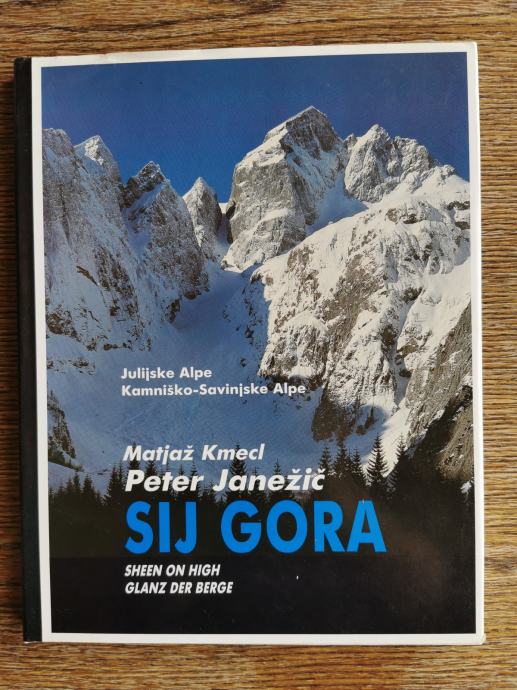 Julijske Alpe
Kamniško-Savinjske Alpe
Matjaž Kmecl
Peter Janežič
SIJ GORA
SHEEN ON HIGH
GLANZ DER BERGE